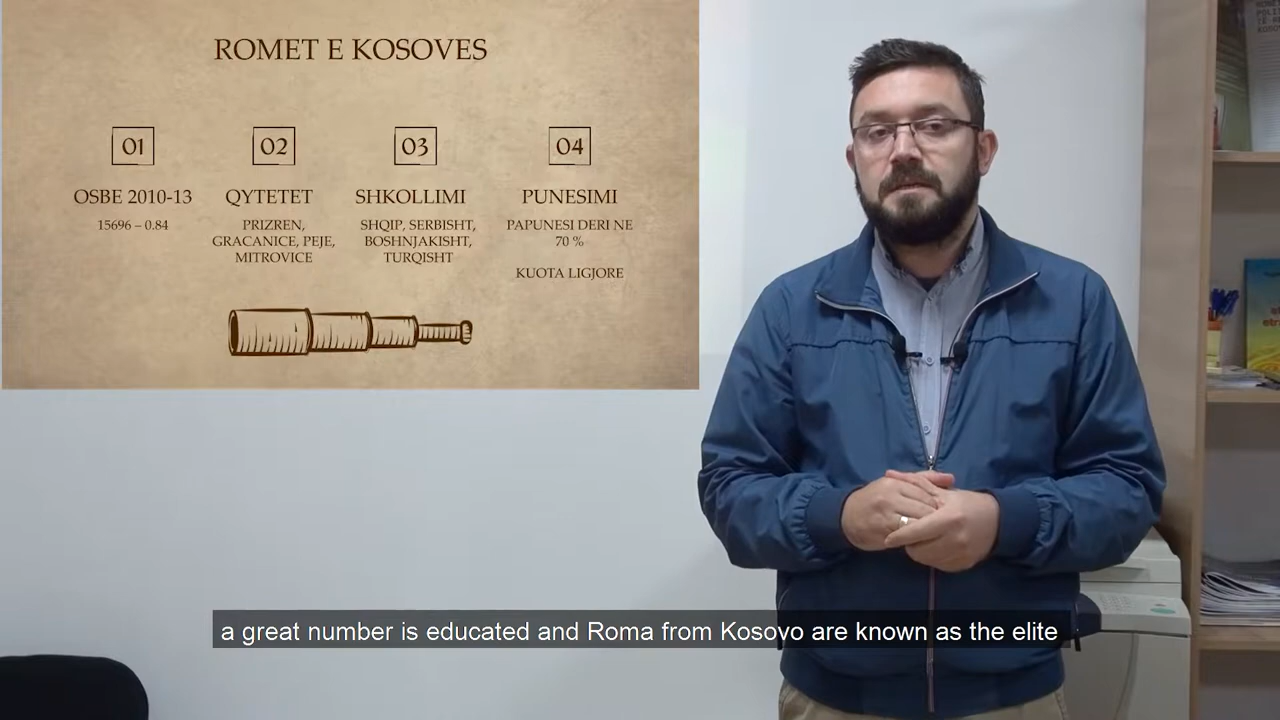 ROMET E KOSOVES
01
02
03
04
OSBE 2010-13
QYTETET
SHKOLLIMI
PUNESIMI
15696 – 0.84
PRIZREN,
GRACANICE, PEJE,
MITROVICE
SHQIP, SERBISHT,
BOSHNJAKISHT,
TURQISHT
PAPUNESI DERI NE
70 %
KUOTA LIGJORE
a great number is educated and Roma from Kosovo are known as the elite